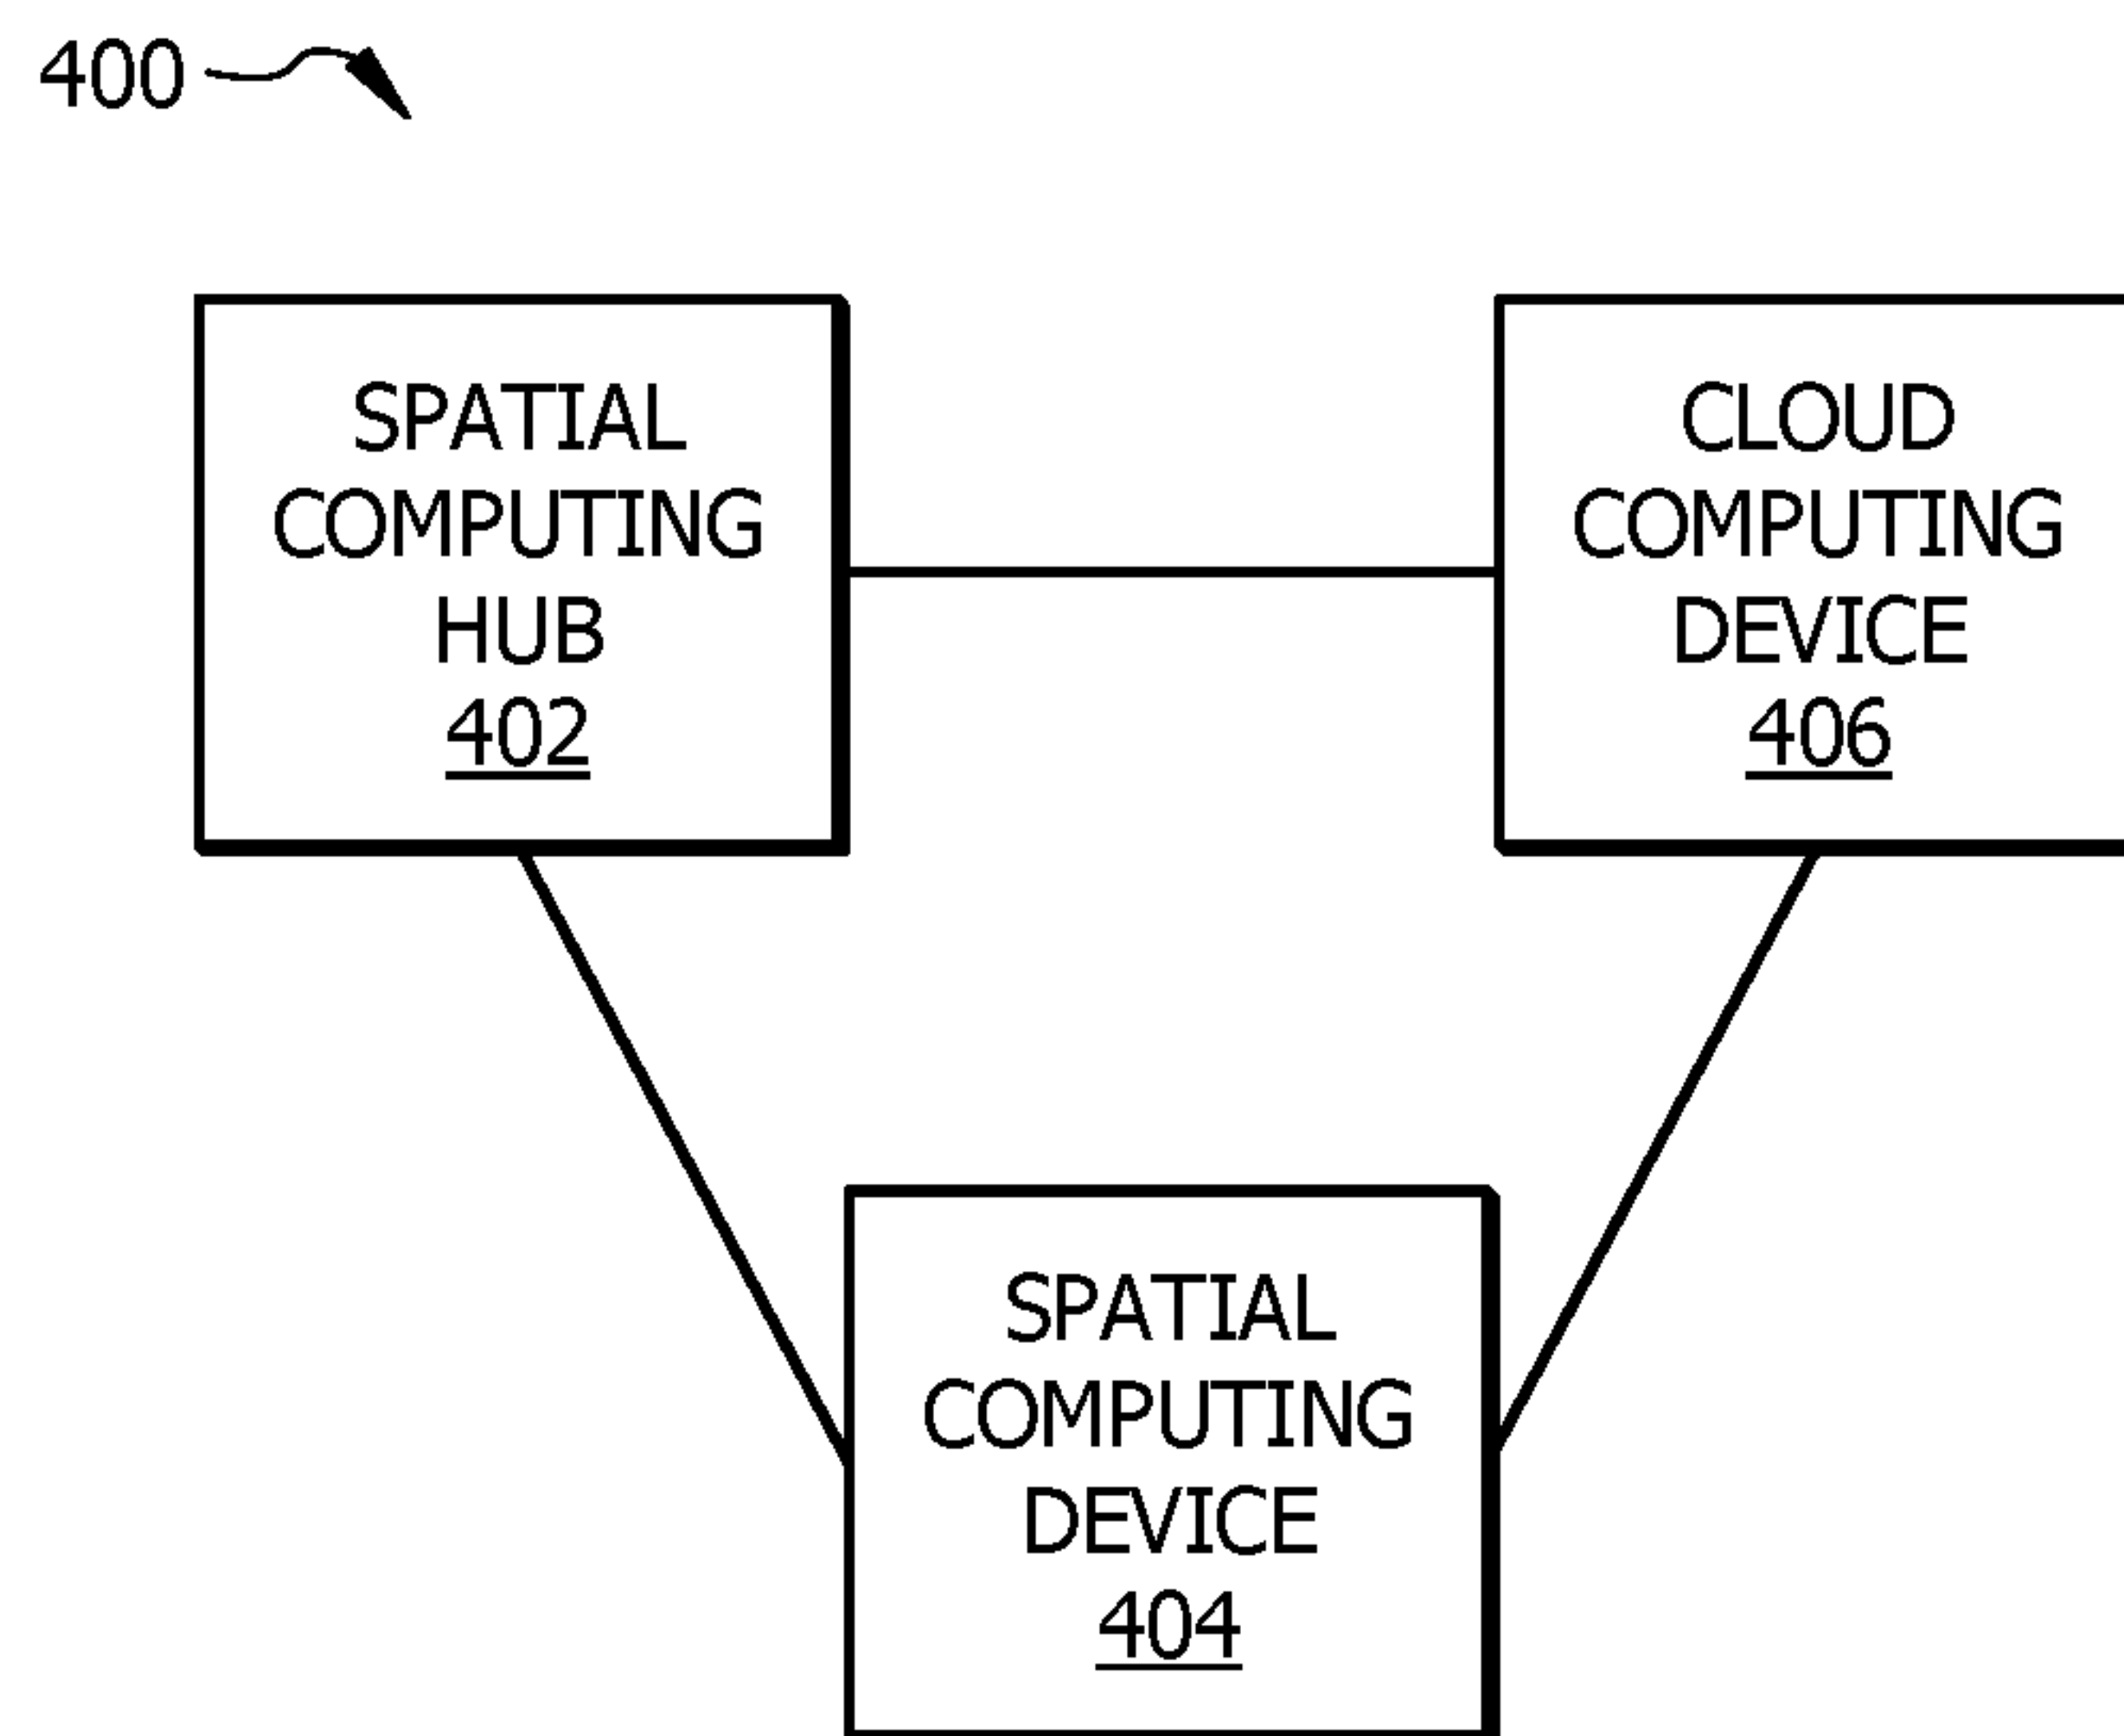 400
SPATIAL
COMPUTING
HUB
402
CLOUD
COMPUTING
DEVICE
406
SPATIAL
COMPUTING
DEVICE
404